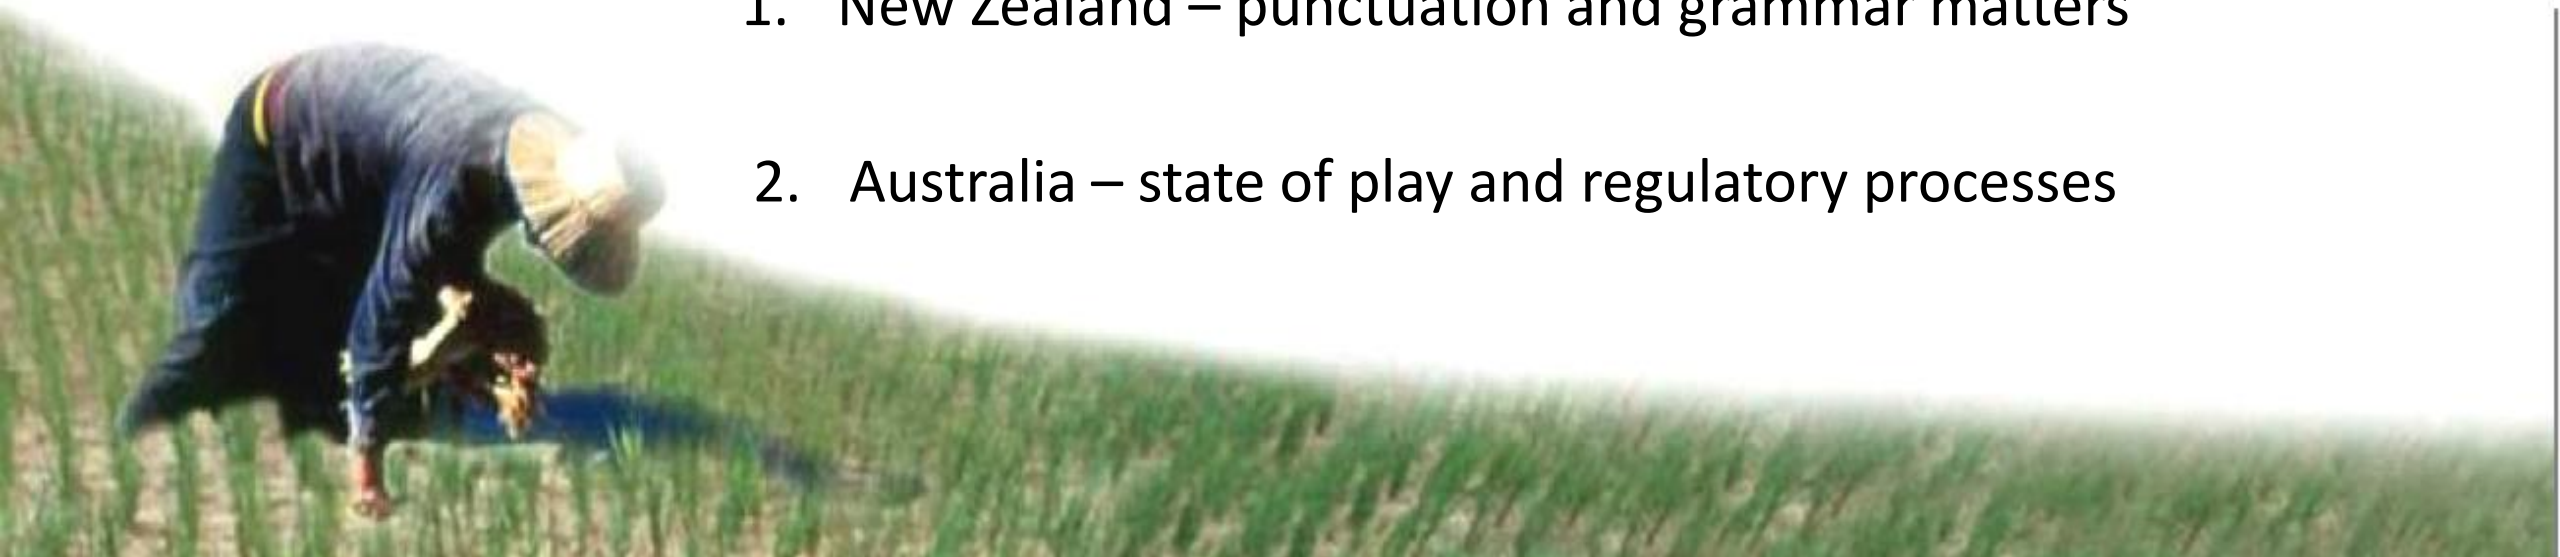 1. New Zealand – punctuation and grammar matters
2. Australia – state of play and regulatory processes